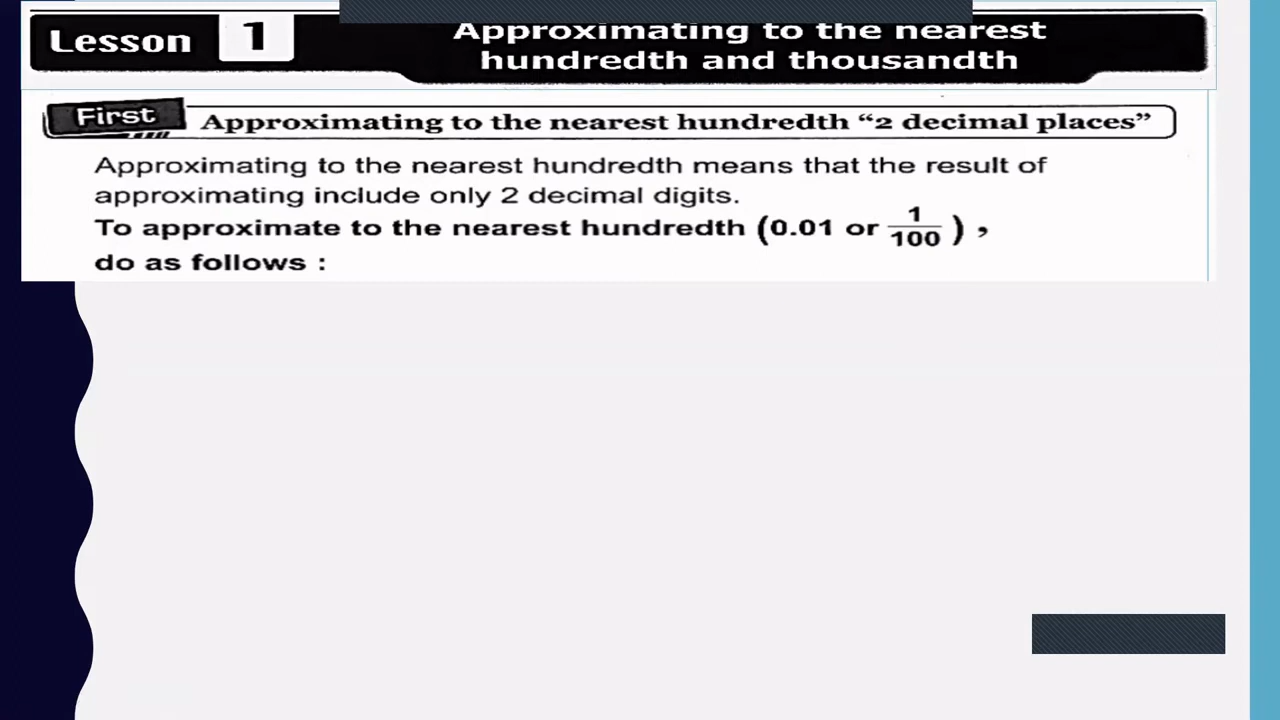 Lesson 1
Approximating to the nearest
hundredth and thousandth
First
Approximating to the nearest hundredth “2 decimal places”
Approximating to the nearest hundredth means that the result of
approximating include only 2 decimal digits.
To approximate to the nearest hundredth (0.01 or 1/100) ,
do as follows :